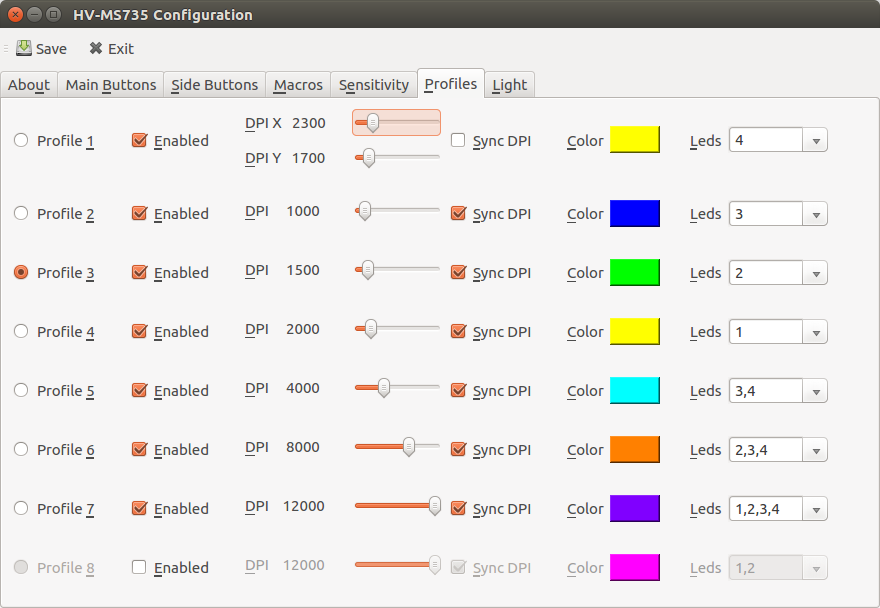 HV-MS735 Configuration
Save Exit
About Main Buttons Side Buttons Macros Sensitivity Profiles Light
DPI X 2300
Profile 1 Enabled Sync DPI Color Leds 4
DPI Y 1700
Profile 2 Enabled DPI 1000 Sync DPI Color Leds 3
Profile 3 Enabled DPI 1500 Sync DPI Color Leds 2
Profile 4 Enabled DPI 2000 Sync DPI Color Leds 1
Profile 5 Enabled DPI 4000 Sync DPI Color Leds 3,4
Profile 6 Enabled DPI 8000 Sync DPI Color Leds 2,3,4
Profile 7 Enabled DPI 12000 Sync DPI Color Leds 1,2,3,4
Profile 8 Enabled DPI 12000 Sync DPI Color Leds 1,2